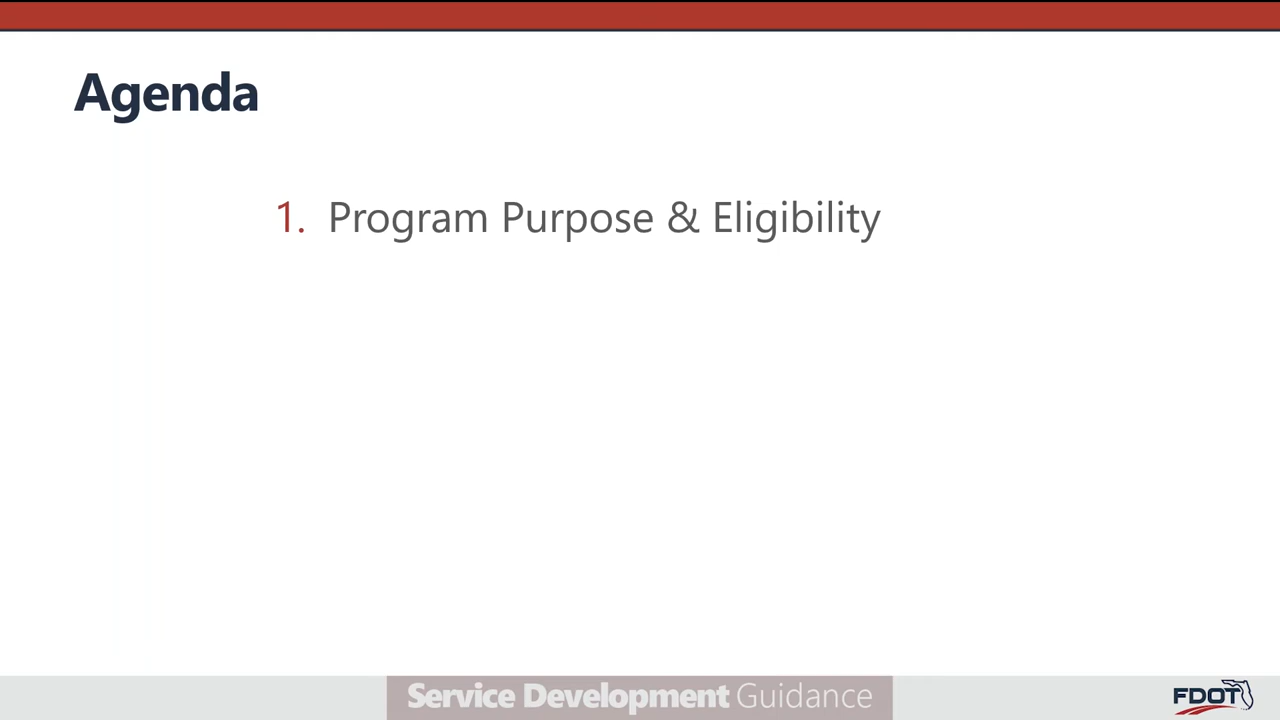 Agenda
1. Program Purpose & Eligibility
Service Development Guidance
FDOT